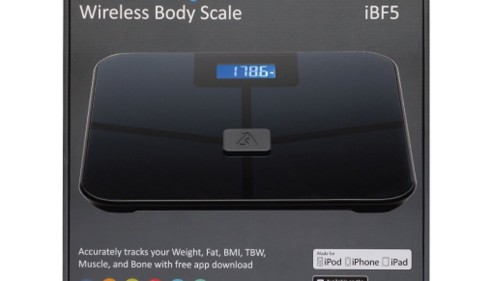 Wireless Body Scale iBF5
178.6
Accurately tracks your Weight, Fat, BMI, TBW,
Muscle, and Bone with free app download
Made for
iPod iPhone iPad